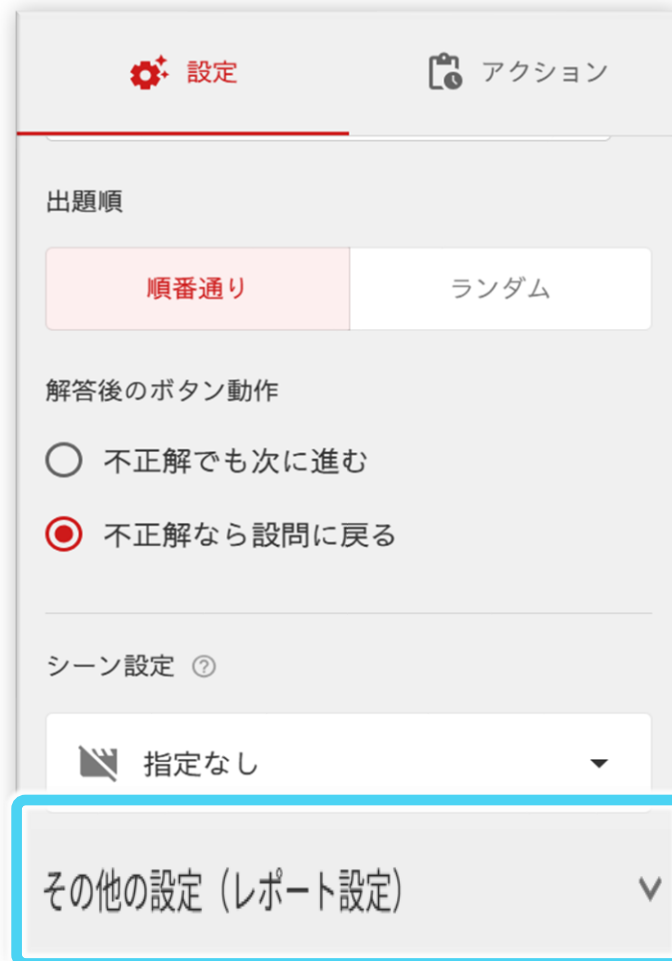 設定
アクション
出題順
順番通り
ランダム
解答後のボタン動作
不正解でも次に進む
不正解なら設問に戻る
シーン設定 ?
指定なし
その他の設定（レポート設定）